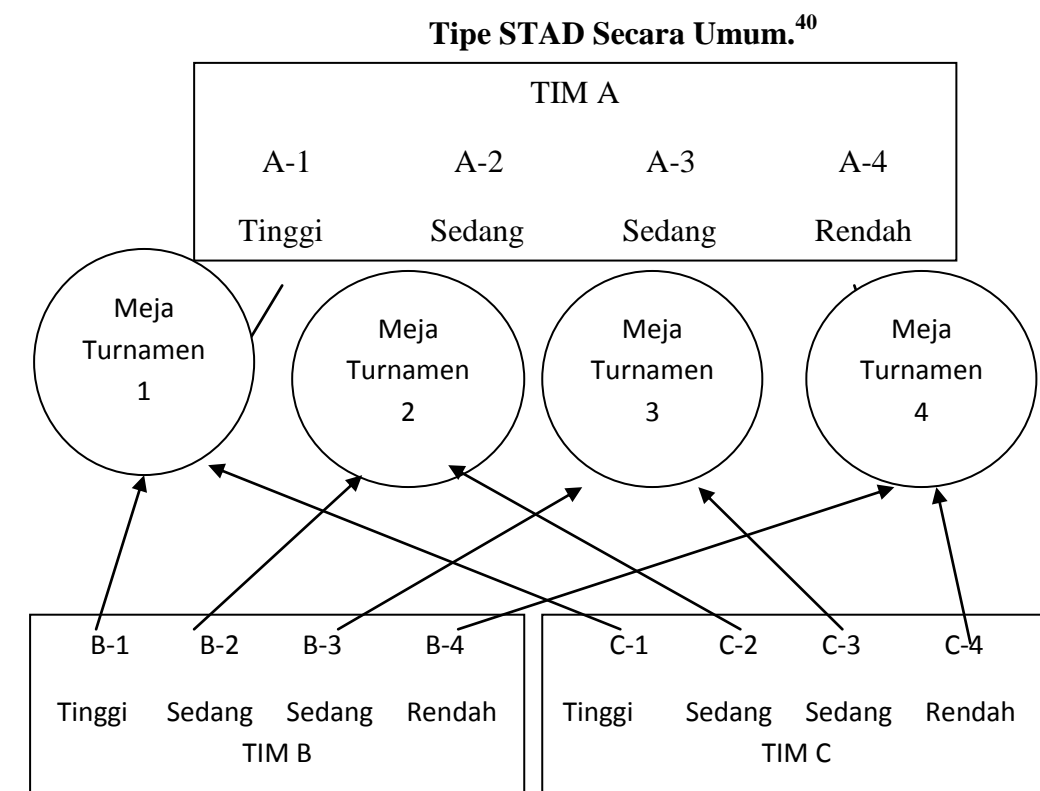 Tipe STAD Secara Umum.40
TIM A
A-1 A-2 A-3 A-4
Tinggi Sedang Sedang Rendah
Meja
Turnamen
1
Meja
Turnamen
2
Meja
Turnamen
3
Meja
Turnamen
4
B-1 B-2 B-3 B-4
Tinggi Sedang Sedang Rendah
TIM B
C-1 C-2 C-3 C-4
Tinggi Sedang Sedang Rendah
TIM C